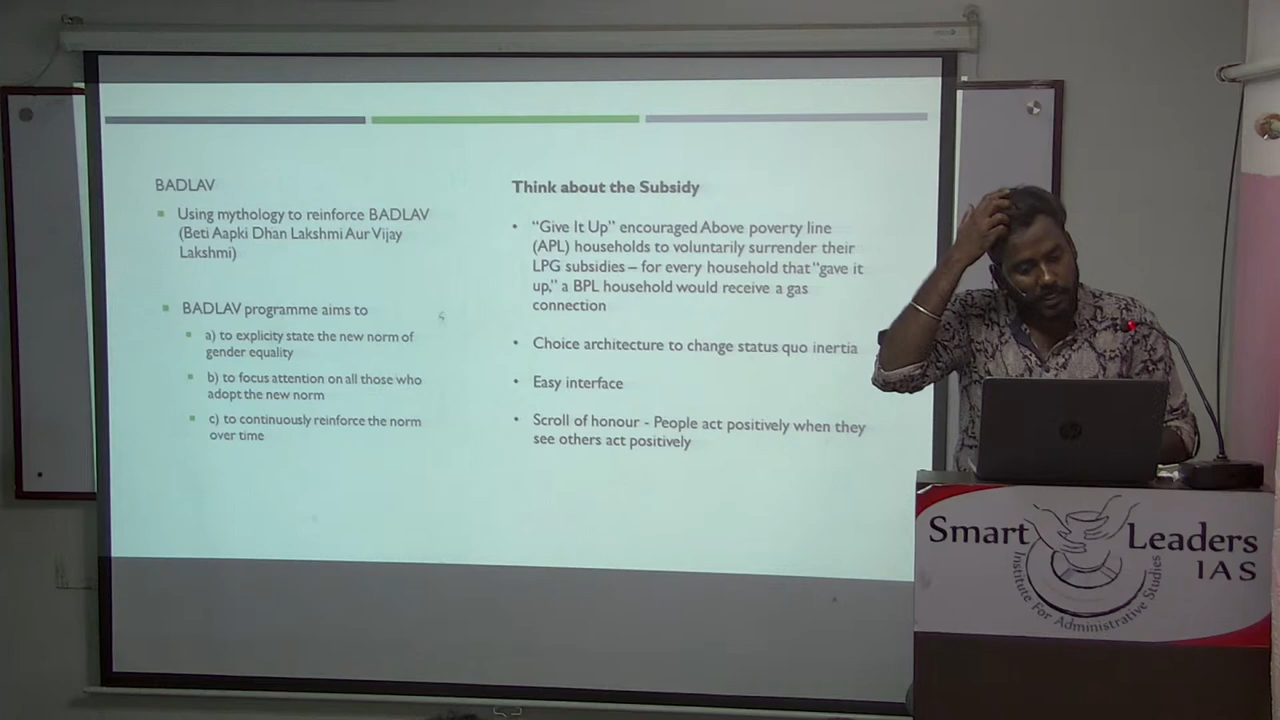 BADLAV
Using mythology to reinforce BADLAV
(Beti Aapki Dhan Lakshmi Aur Vijay
Lakshmi)
BADLAV programme aims to
a) to explicity state the new norm of
gender equality
b) to focus attention on all those who
adopt the new norm
c) to continuously reinforce the norm
over time
Think about the Subsidy
“Give It Up” encouraged Above poverty line
(APL) households to voluntarily surrender their
LPG subsidies – for every household that “gave it
up,” a BPL household would receive a gas
connection
Choice architecture to change status quo inertia
Easy interface
Scroll of honour - People act positively when they
see others act positively
hp
Smart Leaders
IAS
Institute For Administrative Studies